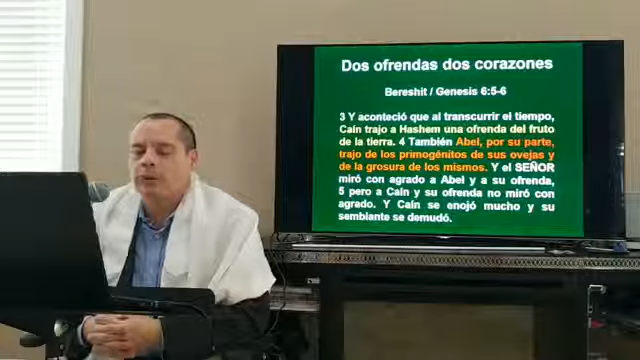 Dos ofrendas dos corazones
Bereshit / Genesis 6:5-6
3 Y aconteció que al transcurrir el tiempo,
Caín trajo a Hashem una ofrenda del fruto
de la tierra. 4 También Abel, por su parte,
trajo de los primogénitos de sus ovejas y
de la grosura de los mismos. Y el SEÑOR
miró con agrado a Abel y a su ofrenda,
5 pero a Caín y su ofrenda no miró con
agrado. Y Caín se enojó mucho y su
semblante se demudó.